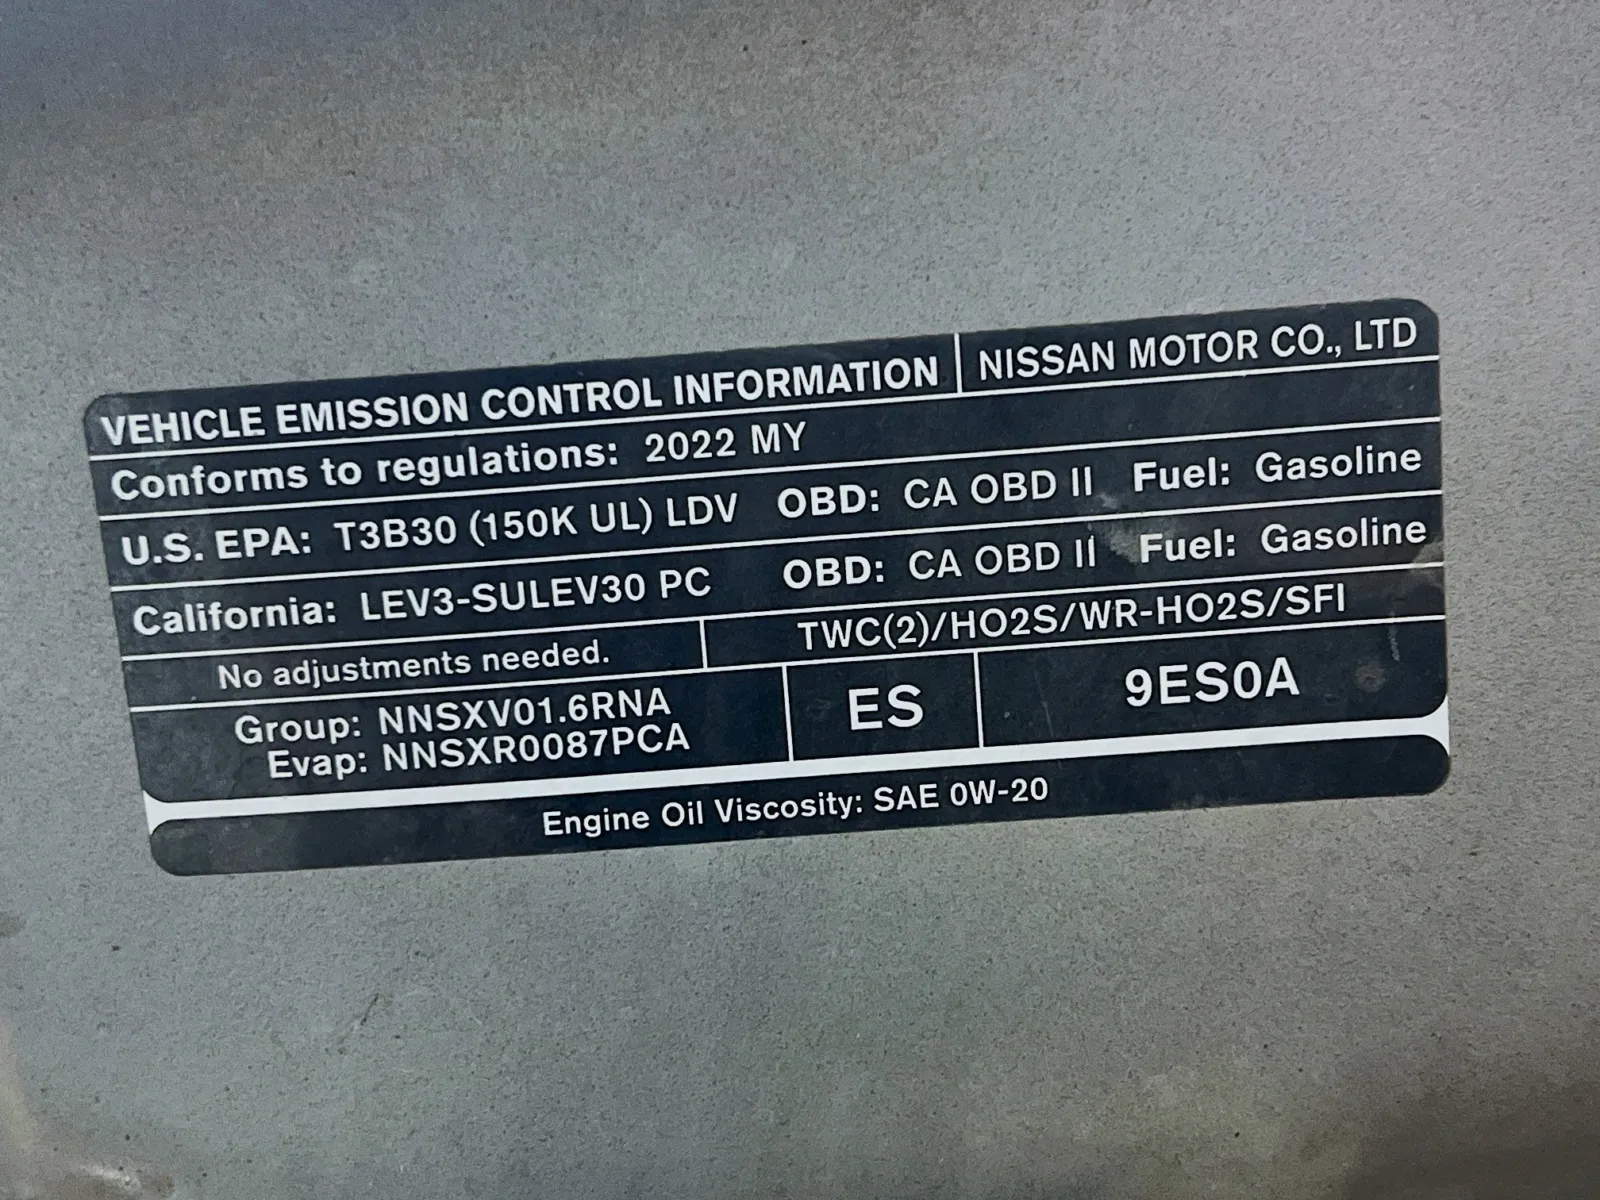 VEHICLE EMISSION CONTROL INFORMATION NISSAN MOTOR CO., LTD
Conforms to regulations: 2022 MY
U.S. EPA: T3B30 (150K UL) LDV OBD: CA OBD II Fuel: Gasoline
California: LEV3-SULEV30 PC OBD: CA OBD II Fuel: Gasoline
No adjustments needed. TWC(2)/HO2S/WR-HO2S/SFI
Group: NNSXV01.6RNA
Evap: NNSXR0087PCA
ES
9ES0A
Engine Oil Viscosity: SAE 0W-20